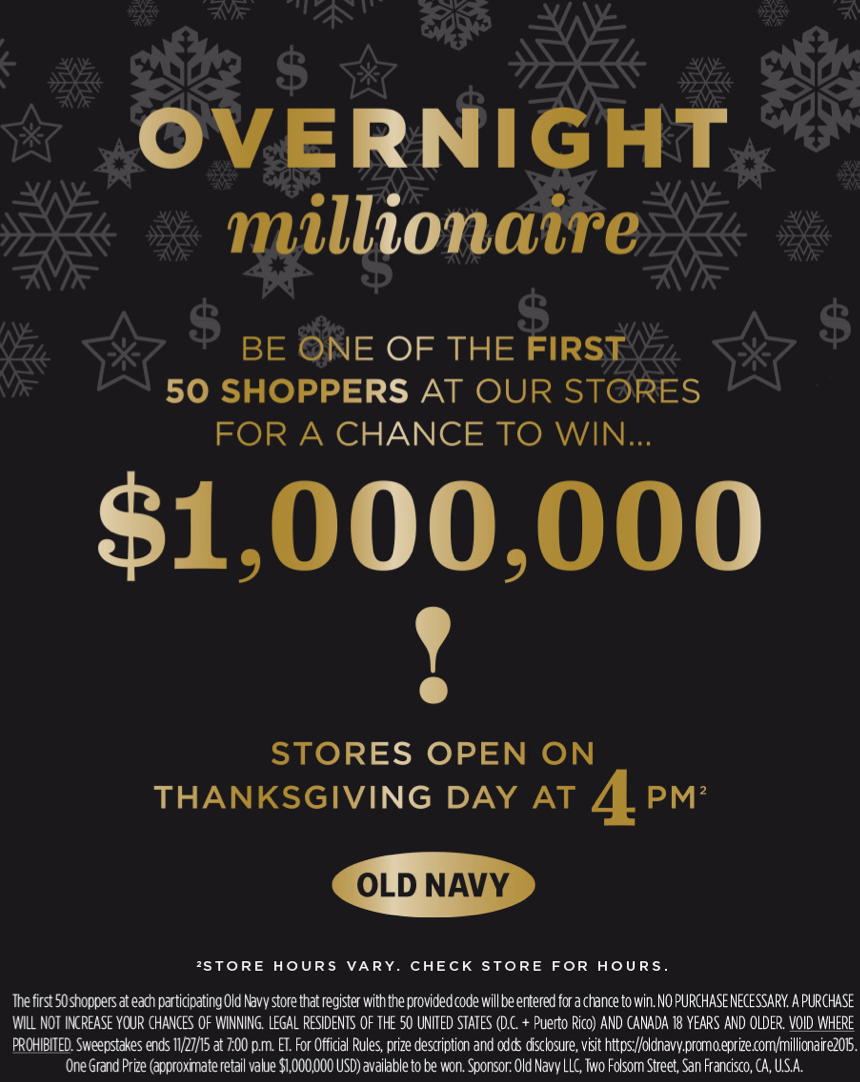 OVERNIGHT
millionaire
BE ONE OF THE FIRST
50 SHOPPERS AT OUR STORES
FOR A CHANCE TO WIN...
$1,000,000
!
STORES OPEN ON
THANKSGIVING DAY AT 4 PM²
OLD NAVY
²STORE HOURS VARY. CHECK STORE FOR HOURS.
The first 50 shoppers at each participating Old Navy store that register with the provided code will be entered for a chance to win. NO PURCHASE NECESSARY. A PURCHASE
WILL NOT INCREASE YOUR CHANCES OF WINNING. LEGAL RESIDENTS OF THE 50 UNITED STATES (D.C. + Puerto Rico) AND CANADA 18 YEARS AND OLDER. VOID WHERE
PROHIBITED. Sweepstakes ends 11/27/15 at 7:00 p.m. ET. For Official Rules, prize description and odds disclosure, visit https://oldnavy.promo.eprize.com/millionaire2015.
One Grand Prize (approximate retail value $1,000,000 USD) available to be won. Sponsor: Old Navy LLC, Two Folsom Street, San Francisco, CA, U.S.A.